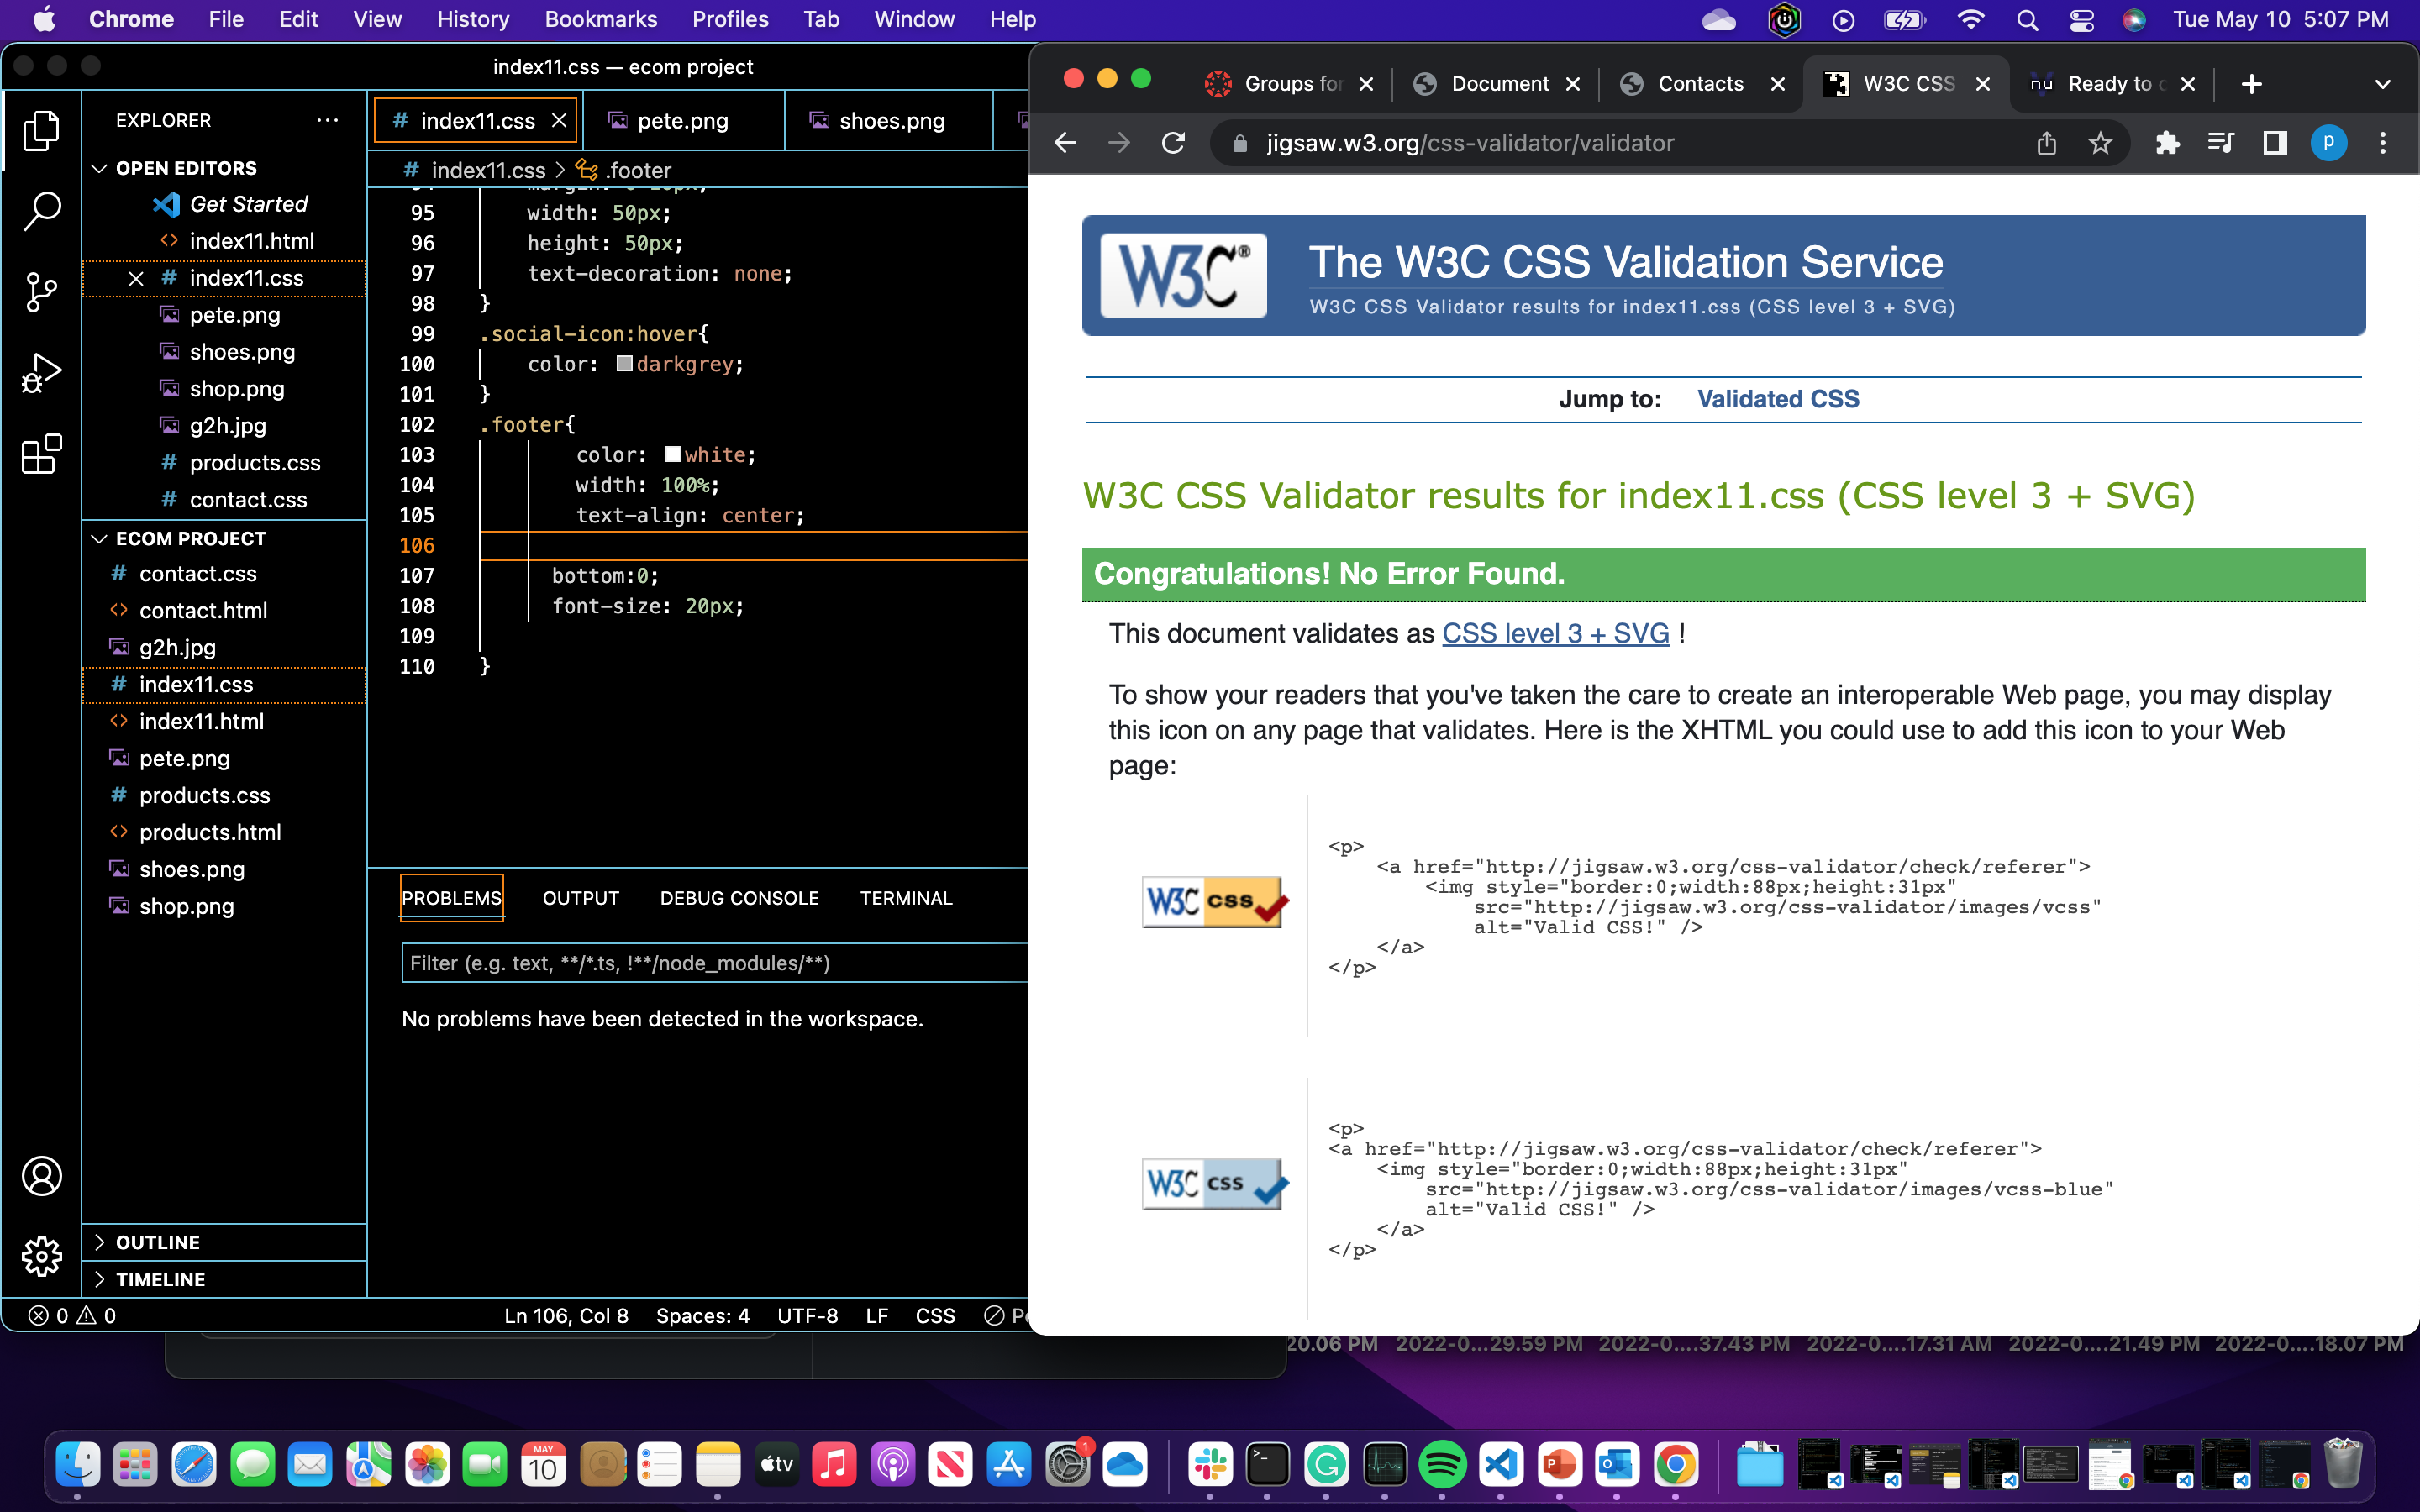 Chrome File Edit View History Bookmarks Profiles Tab Window Help Tue May 10 5:07 PM
index11.css — ecom project
EXPLORER
OPEN EDITORS
Get Started
index11.html
index11.css
pete.png
shoes.png
shop.png
g2h.jpg
products.css
contact.css
ECOM PROJECT
contact.css
contact.html
g2h.jpg
index11.css
index11.html
pete.png
products.css
products.html
shoes.png
shop.png
OUTLINE
TIMELINE
# index11.css pete.png shoes.png
# index11.css > .footer
95 width: 50px;
96 height: 50px;
97 text-decoration: none;
98 }
99 .social-icon:hover{
100 color: darkgrey;
101 }
102 .footer{
103 color: white;
104 width: 100%;
105 text-align: center;
106
107 bottom:0;
108 font-size: 20px;
109
110 }
PROBLEMS OUTPUT DEBUG CONSOLE TERMINAL
Filter (e.g. text, **/*.ts, !**/node_modules/**)
No problems have been detected in the workspace.
0 0 Ln 106, Col 8 Spaces: 4 UTF-8 LF CSS
Groups for Document Contacts W3C CSS nu Ready to
jigsaw.w3.org/css-validator/validator p
W3C®
The W3C CSS Validation Service
W3C CSS Validator results for index11.css (CSS level 3 + SVG)
Jump to: Validated CSS
W3C CSS Validator results for index11.css (CSS level 3 + SVG)
Congratulations! No Error Found.
This document validates as CSS level 3 + SVG !
To show your readers that you've taken the care to create an interoperable Web page, you may display
this icon on any page that validates. Here is the XHTML you could use to add this icon to your Web
page:
W3C css
<p>
<a href="http://jigsaw.w3.org/css-validator/check/referer">
<img style="border:0;width:88px;height:31px"
src="http://jigsaw.w3.org/css-validator/images/vcss"
alt="Valid CSS!" />
</a>
</p>
W3C css
<p>
<a href="http://jigsaw.w3.org/css-validator/check/referer">
<img style="border:0;width:88px;height:31px"
src="http://jigsaw.w3.org/css-validator/images/vcss-blue"
alt="Valid CSS!" />
</a>
</p>
20.06 PM 2022-0...29.59 PM 2022-0....37.43 PM 2022-0....17.31 AM 2022-0....21.49 PM 2022-0....18.07 PM
MAY
10
tv
1